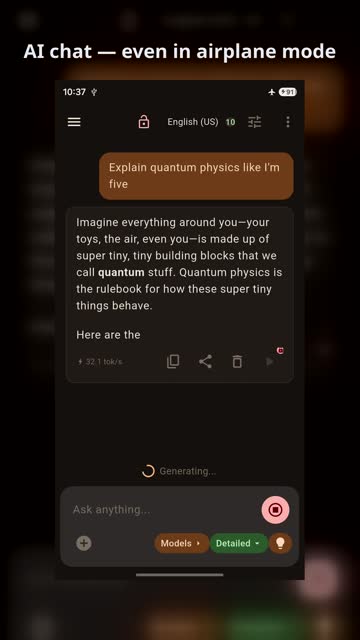 AI chat — even in airplane mode
10:37 91
English (US) 10
Explain quantum physics like I'm
five
Imagine everything around you—your
toys, the air, even you—is made up of
super tiny, tiny building blocks that we
call quantum stuff. Quantum physics is
the rulebook for how these super tiny
things behave.
Here are the
32.1 tok/s
Generating...
Ask anything...
Models Detailed